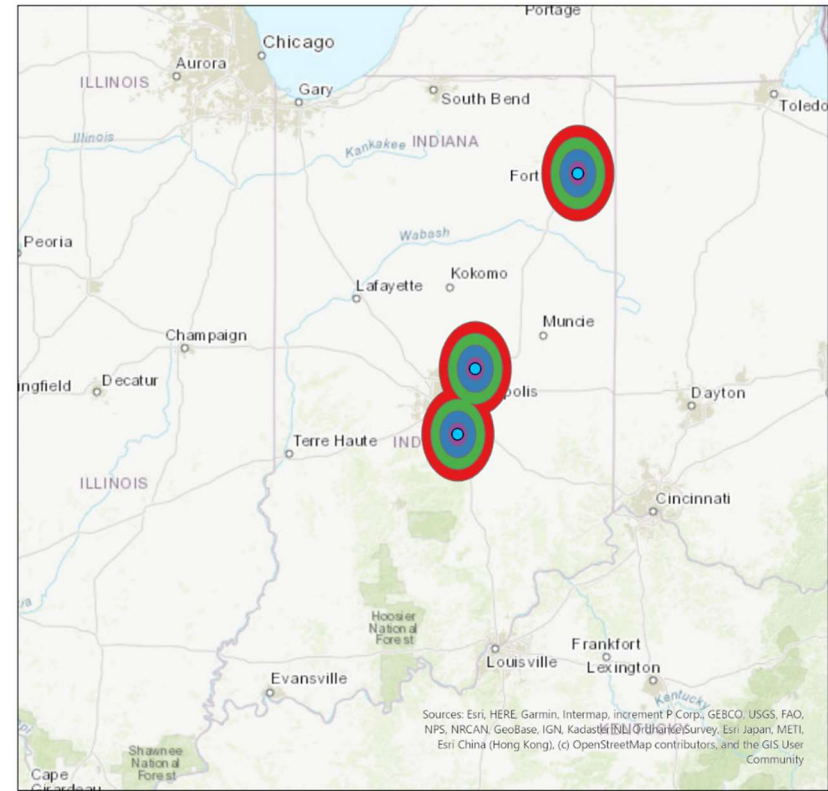 Portage
Chicago
Aurora
ILLINOIS
Gary
South Bend
Toledo
Illinois
Kankakee
INDIANA
Fort
Peoria
Wabash
Kokomo
Lafayette
Muncie
Champaign
ingfield
Decatur
polis
Dayton
Terre Haute
IND
ILLINOIS
Cincinnati
Hoosier
National
Forest
Frankfort
Louisville
Lexington
Evansville
Kentucky
Sources: Esri, HERE, Garmin, Intermap, increment P Corp., GEBCO, USGS, FAO,
NPS, NRCAN, GeoBase, IGN, Kadaster NL, Ordnance Survey, Esri Japan, METI,
Esri China (Hong Kong), (c) OpenStreetMap contributors, and the GIS User
Community
KENTUCKY
Shawnee
National
Forest
Cape
Girardeau